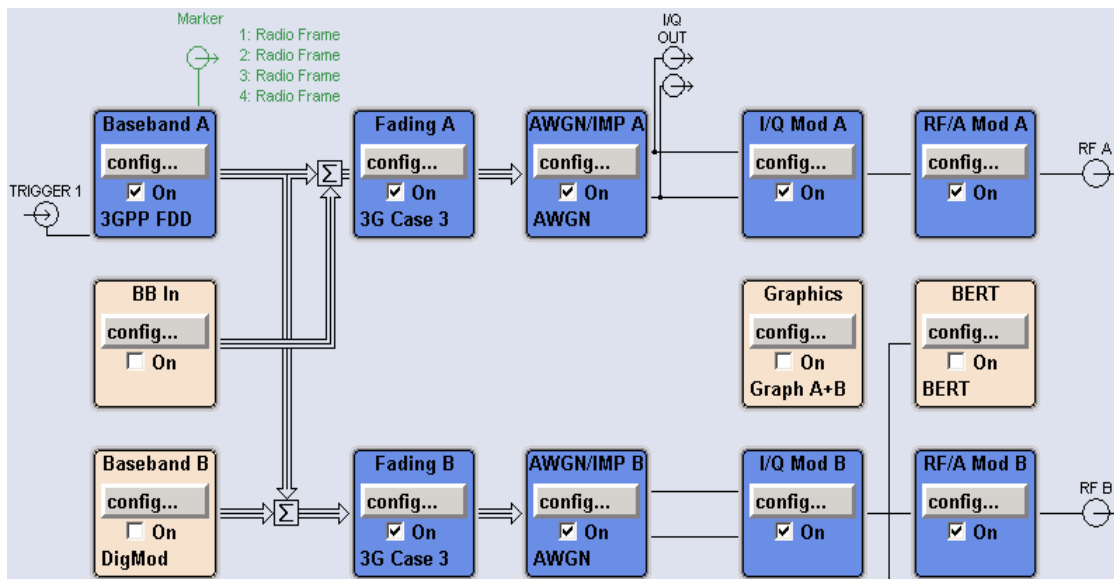 Marker
1: Radio Frame
2: Radio Frame
3: Radio Frame
4: Radio Frame
I/Q
OUT
Baseband A
config...
On
3GPP FDD
TRIGGER 1
Σ
Fading A
config...
On
3G Case 3
AWGN/IMP A
config...
On
AWGN
I/Q Mod A
config...
On
RF/A Mod A
config...
On
RF A
BB In
config...
On
Graphics
config...
On
Graph A+B
BERT
config...
On
BERT
Baseband B
config...
On
DigMod
Σ
Fading B
config...
On
3G Case 3
AWGN/IMP B
config...
On
AWGN
I/Q Mod B
config...
On
RF/A Mod B
config...
On
RF B